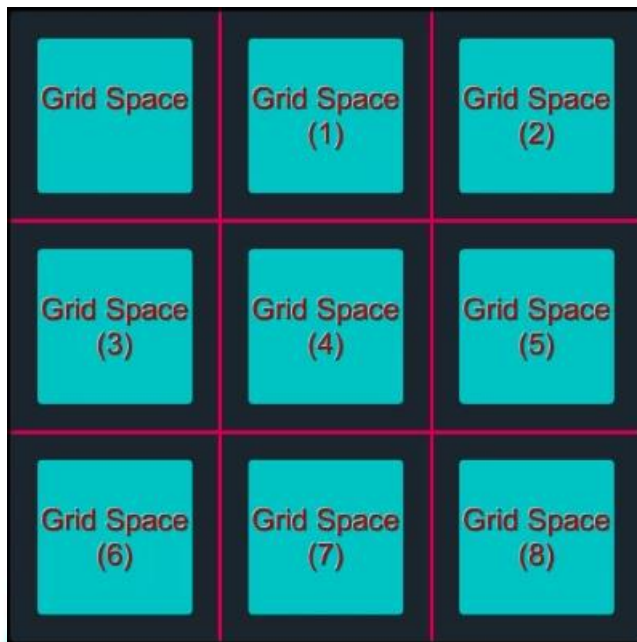 Grid Space
Grid Space
(1)
Grid Space
(2)
Grid Space
(3)
Grid Space
(4)
Grid Space
(5)
Grid Space
(6)
Grid Space
(7)
Grid Space
(8)